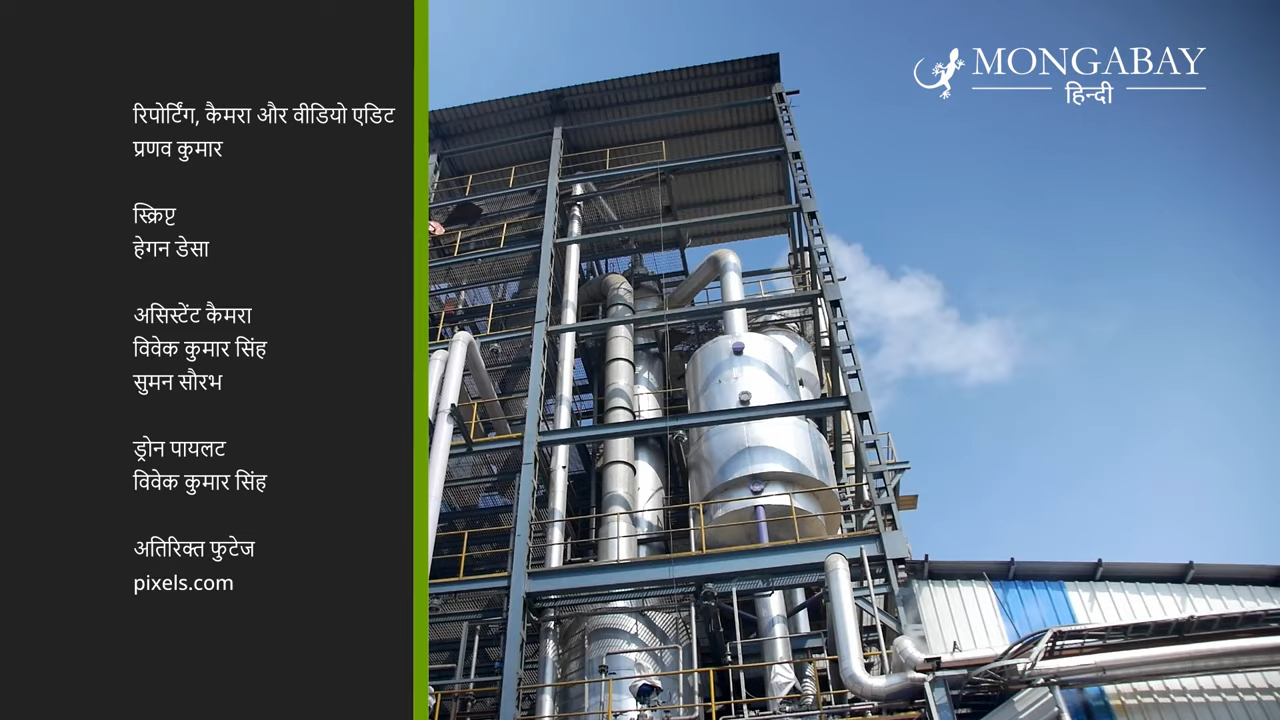 रिपोर्टिंग, कैमरा और वीडियो एडिट
प्रणव कुमार
स्क्रिप्ट
हेगन डेसा
असिस्टेंट कैमरा
विवेक कुमार सिंह
सुमन सौरभ
ड्रोन पायलट
विवेक कुमार सिंह
अतिरिक्त फुटेज
pixels.com
MONGABAY
हिन्दी